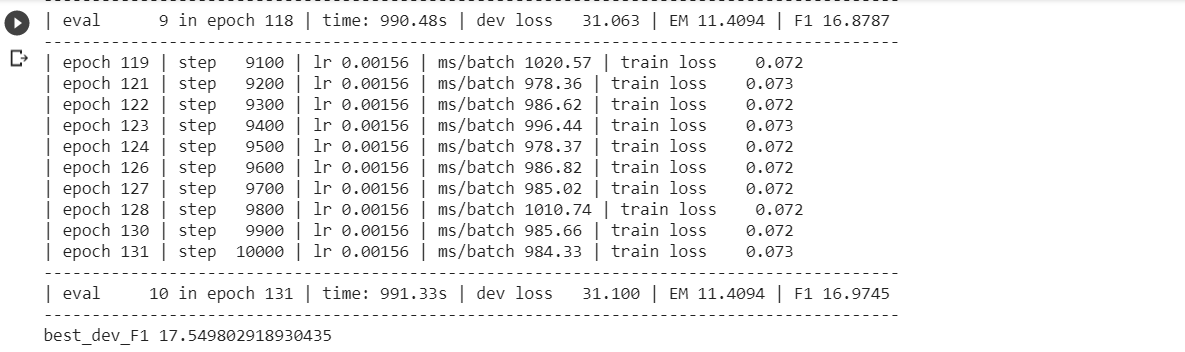 | eval      9 in epoch 118 | time: 990.48s | dev loss   31.063 | EM 11.4094 | F1 16.8787
-----------------------------------------------------------------------------------------
| epoch 119 | step   9100 | lr 0.00156 | ms/batch 1020.57 | train loss    0.072
| epoch 121 | step   9200 | lr 0.00156 | ms/batch 978.36 | train loss    0.073
| epoch 122 | step   9300 | lr 0.00156 | ms/batch 986.62 | train loss    0.072
| epoch 123 | step   9400 | lr 0.00156 | ms/batch 996.44 | train loss    0.073
| epoch 124 | step   9500 | lr 0.00156 | ms/batch 978.37 | train loss    0.072
| epoch 126 | step   9600 | lr 0.00156 | ms/batch 986.82 | train loss    0.072
| epoch 127 | step   9700 | lr 0.00156 | ms/batch 985.02 | train loss    0.072
| epoch 128 | step   9800 | lr 0.00156 | ms/batch 1010.74 | train loss    0.072
| epoch 130 | step   9900 | lr 0.00156 | ms/batch 985.66 | train loss    0.072
| epoch 131 | step  10000 | lr 0.00156 | ms/batch 984.33 | train loss    0.073
-----------------------------------------------------------------------------------------
| eval     10 in epoch 131 | time: 991.33s | dev loss   31.100 | EM 11.4094 | F1 16.9745
-----------------------------------------------------------------------------------------
best_dev_F1 17.549802918930435